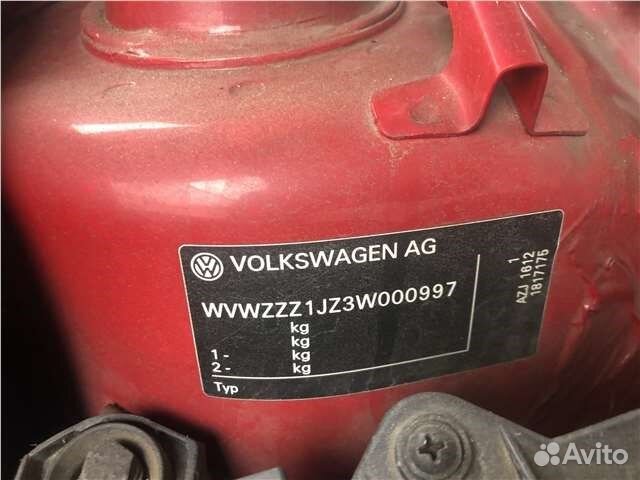 VOLKSWAGEN AG
WVWZZZ1JZ3W000997
kg
kg
1 - kg
2 - kg
Typ
1
AZJ 1612
1817175
Avito